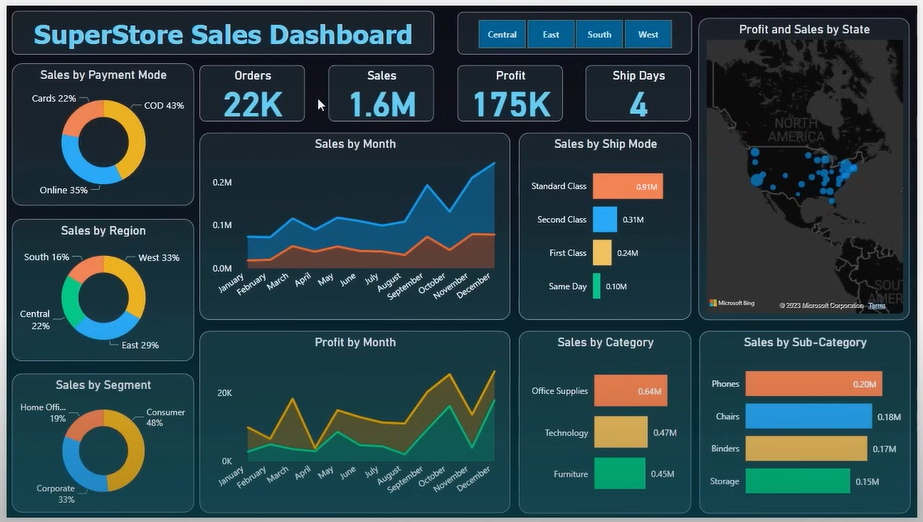 SuperStore Sales Dashboard
Central East South West
Profit and Sales by State
NORTH
AMERICA
SOUT
AMER
Microsoft Bing
© 2023 Microsoft Corporation Terms
Sales by Payment Mode
Cards 22%
COD 43%
Online 35%
Orders
22K
Sales
1.6M
Profit
175K
Ship Days
4
Sales by Month
0.2M
0.1M
0.0M
January
February
March
April
May
June
July
August
September
October
November
December
Sales by Ship Mode
Standard Class 0.91M
Second Class 0.31M
First Class 0.24M
Same Day 0.10M
Sales by Region
South 16%
West 33%
Central
22%
East 29%
Sales by Segment
Home Offi...
19%
Consumer
48%
Corporate
33%
Profit by Month
20K
0K
January
February
March
April
May
June
July
August
September
October
November
December
Sales by Category
Office Supplies 0.64M
Technology 0.47M
Furniture 0.45M
Sales by Sub-Category
Phones 0.20M
Chairs 0.18M
Binders 0.17M
Storage 0.15M